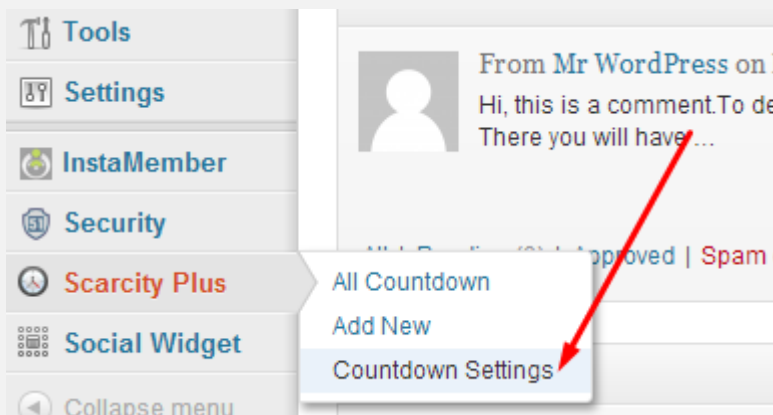 Tools
Settings
InstaMember
Security
Scarcity Plus
Social Widget
Collapse menu
From Mr WordPress on
Hi, this is a comment.To de
There you will have ...
Approved | Spam
All Countdown
Add New
Countdown Settings